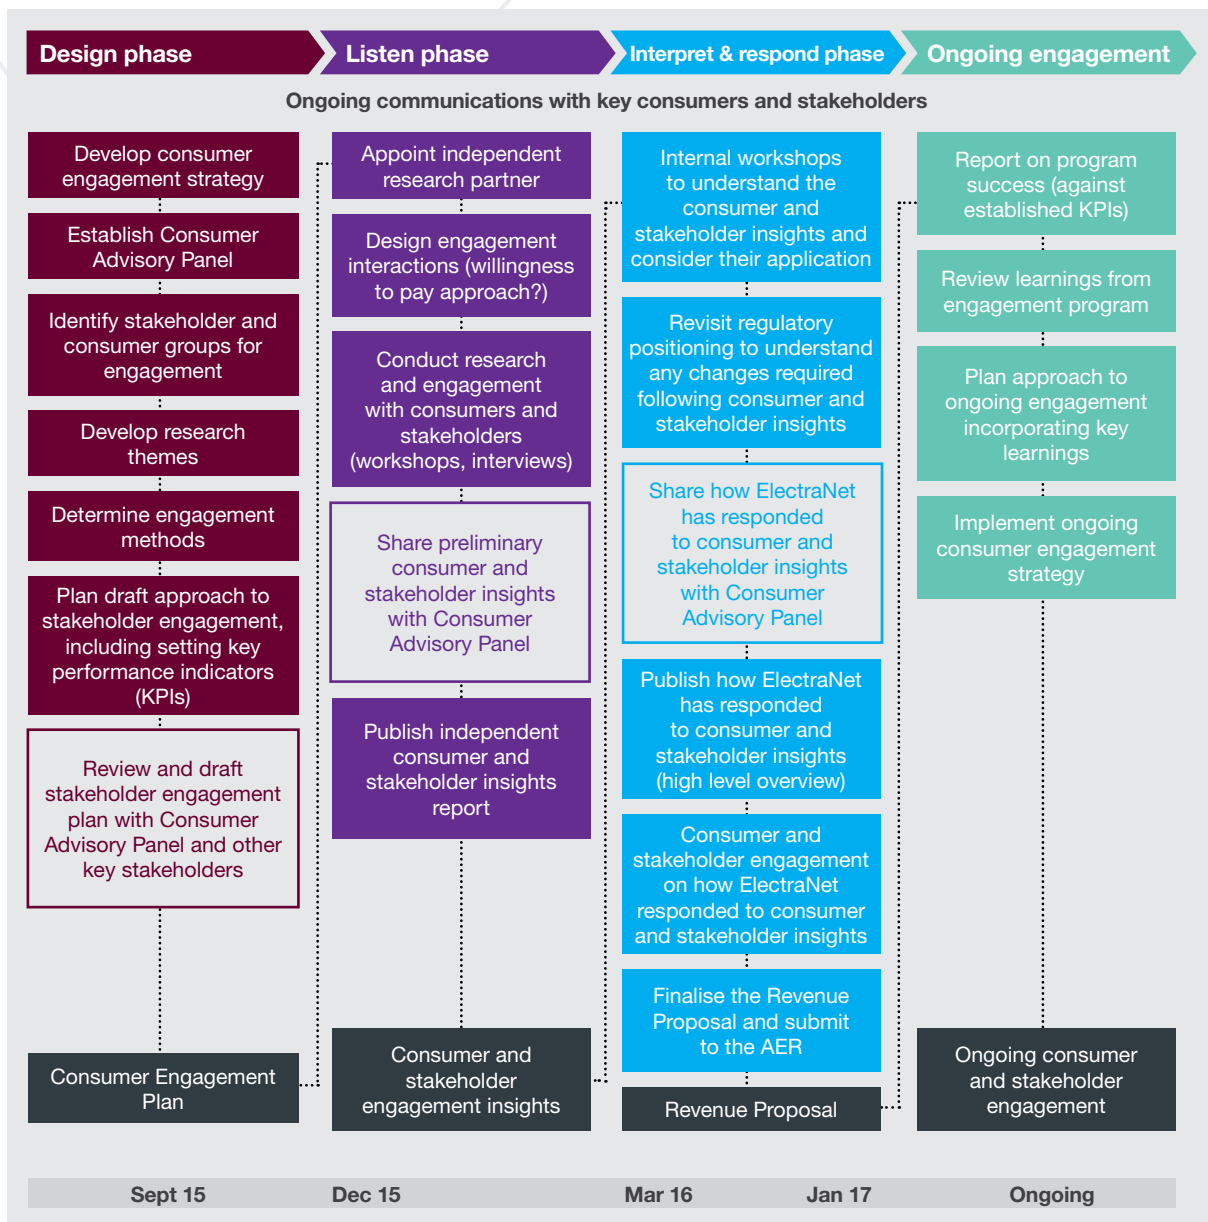 Design phase
Listen phase
Interpret & respond phase
Ongoing engagement
Ongoing communications with key consumers and stakeholders
Develop consumer
engagement strategy
Establish Consumer
Advisory Panel
Identify stakeholder and
consumer groups for
engagement
Develop research
themes
Determine engagement
methods
Plan draft approach to
stakeholder engagement,
including setting key
performance indicators
(KPIs)
Review and draft
stakeholder engagement
plan with Consumer
Advisory Panel and other
key stakeholders
Consumer Engagement
Plan
Appoint independent
research partner
Design engagement
interactions (willingness
to pay approach?)
Conduct research
and engagement
with consumers and
stakeholders
(workshops, interviews)
Share preliminary
consumer and
stakeholder insights
with Consumer
Advisory Panel
Publish independent
consumer and
stakeholder insights
report
Consumer and
stakeholder
engagement insights
Internal workshops
to understand the
consumer and
stakeholder insights and
consider their application
Revisit regulatory
positioning to understand
any changes required
following consumer and
stakeholder insights
Share how ElectraNet
has responded
to consumer and
stakeholder insights
with Consumer
Advisory Panel
Publish how ElectraNet
has responded
to consumer and
stakeholder insights
(high level overview)
Consumer and
stakeholder engagement
on how ElectraNet
responded to consumer
and stakeholder insights
Finalise the Revenue
Proposal and submit
to the AER
Revenue Proposal
Report on program
success (against
established KPIs)
Review learnings from
engagement program
Plan approach to
ongoing engagement
incorporating key
learnings
Implement ongoing
consumer engagement
strategy
Ongoing consumer
and stakeholder
engagement
Sept 15
Dec 15
Mar 16
Jan 17
Ongoing